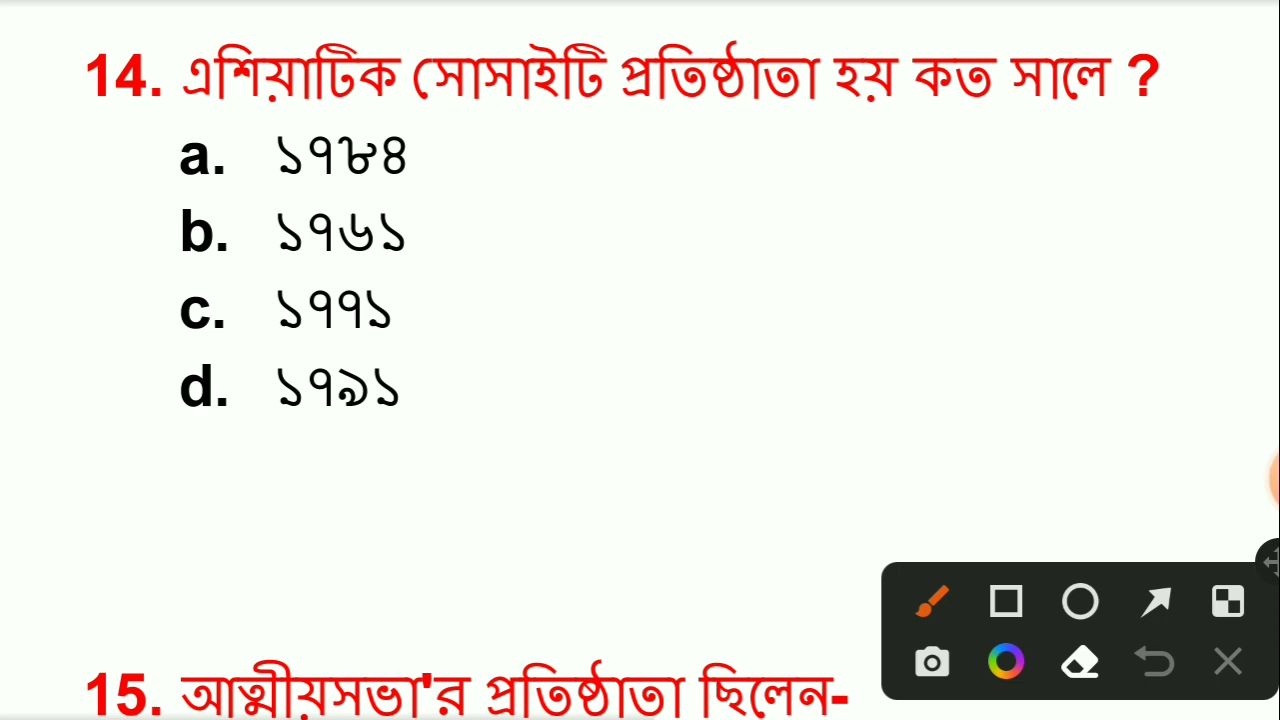 14. এশিয়াটিক সোসাইটি প্রতিষ্ঠাতা হয় কত সালে ?
a. ১৭৮৪
b. ১৭৬১
c. ১৭৭১
d. ১৭৯১
15. আত্মীয়সভা'র প্রতিষ্ঠাতা ছিলেন-